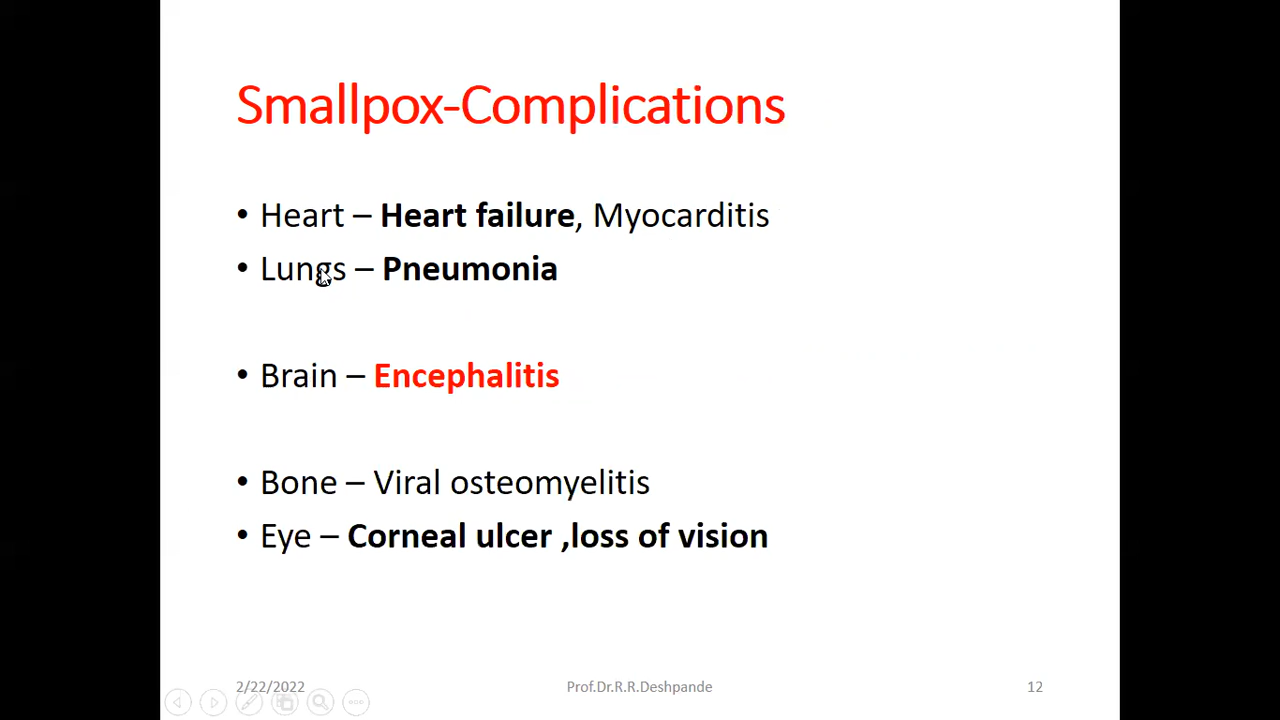 Smallpox-Complications
• Heart – Heart failure, Myocarditis
• Lungs – Pneumonia
• Brain – Encephalitis
• Bone – Viral osteomyelitis
• Eye – Corneal ulcer ,loss of vision
2/22/2022 Prof.Dr.R.R.Deshpande 12